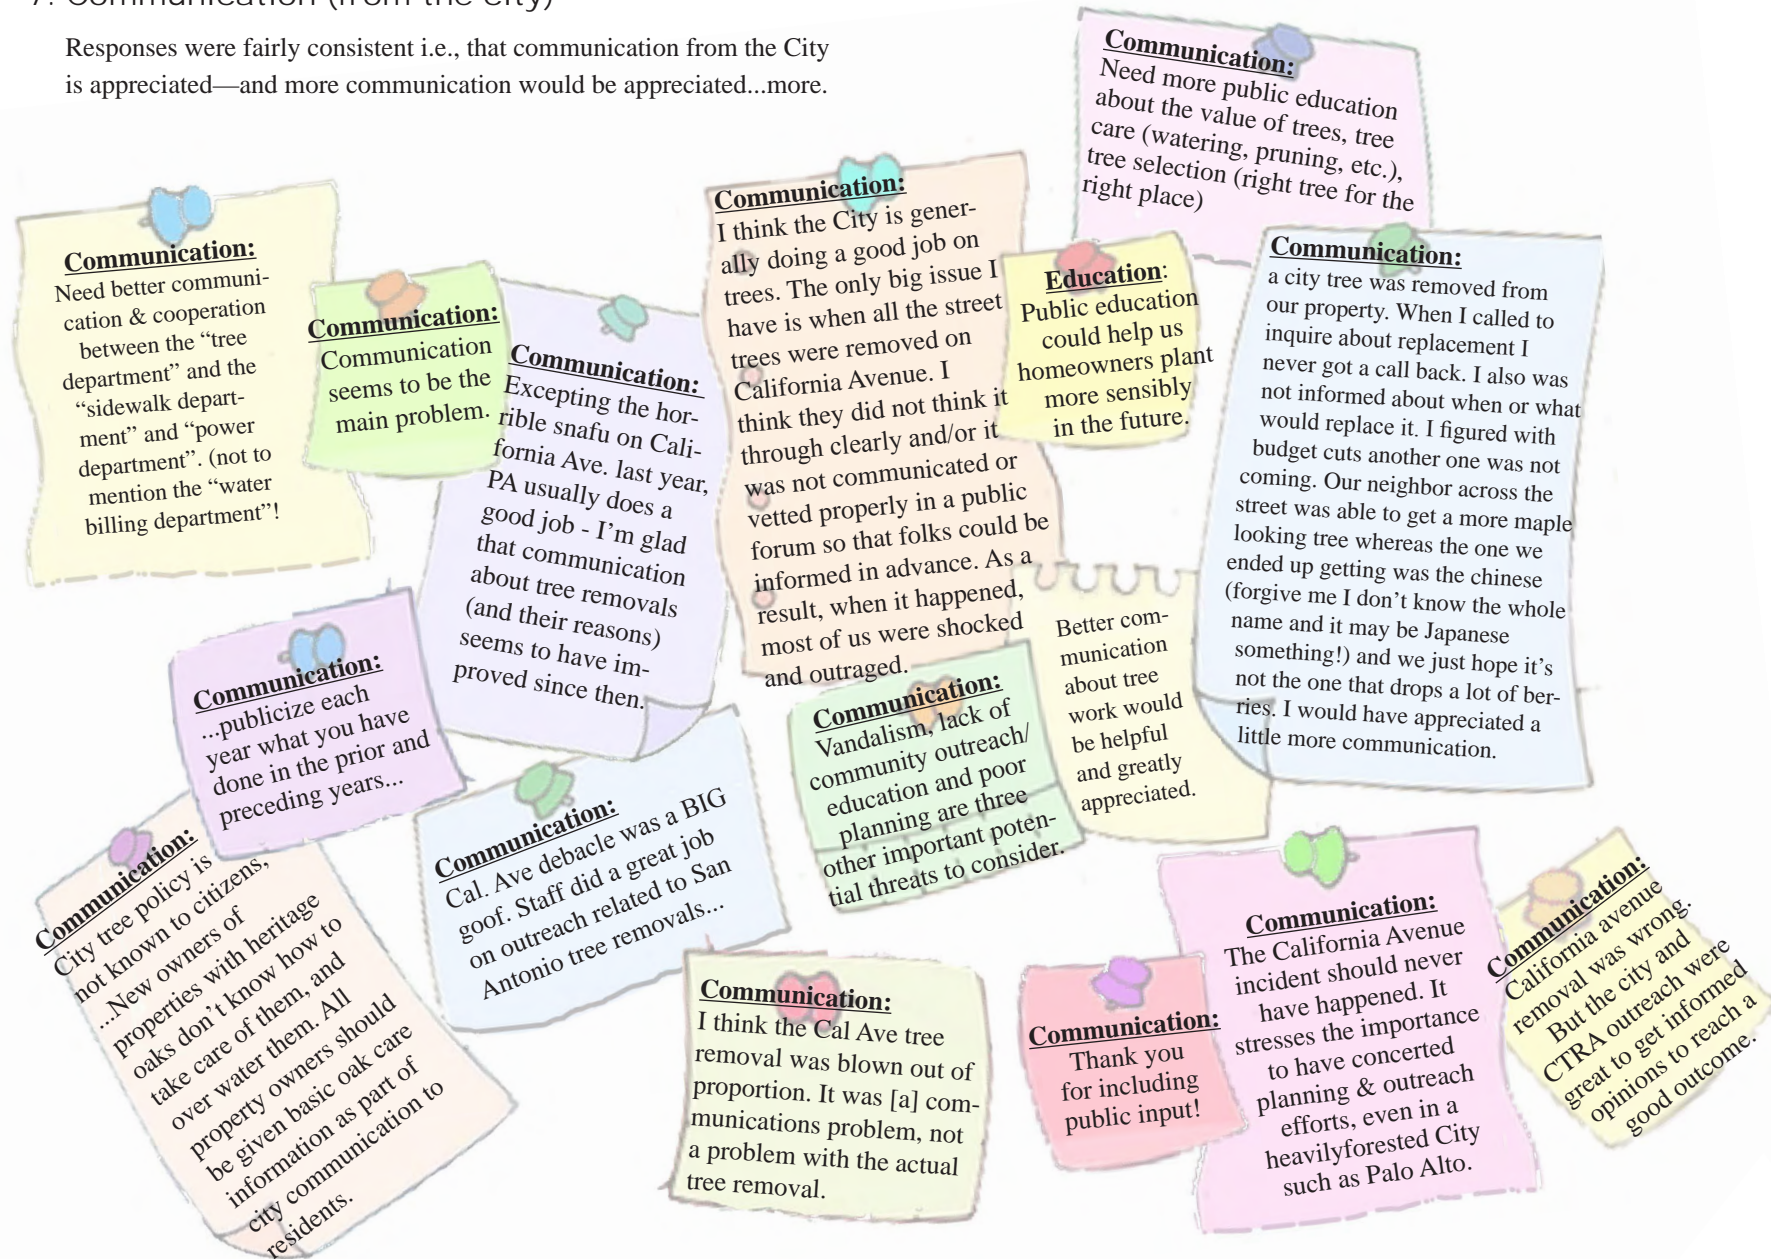 7. Communication (from the City)
Responses were fairly consistent i.e., that communication from the City
is appreciated—and more communication would be appreciated...more.
Communication:
Need more public education
about the value of trees, tree
care (watering, pruning, etc.),
tree selection (right tree for the
right place)
Communication:
Need better communi-
cation & cooperation
between the “tree
department” and the
“sidewalk depart-
ment” and “power
department”. (not to
mention the “water
billing department”!
Communication:
Communication
seems to be the
main problem.
Communication:
Excepting the hor-
rible snafu on Cali-
fornia Ave. last year,
PA usually does a
good job - I’m glad
that communication
about tree removals
(and their reasons)
seems to have im-
proved since then.
Communication:
I think the City is gener-
ally doing a good job on
trees. The only big issue I
have is when all the street
trees were removed on
California Avenue. I
think they did not think it
through clearly and/or it
was not communicated or
vetted properly in a public
forum so that folks could be
informed in advance. As a
result, when it happened,
most of us were shocked
and outraged.
Education:
Public education
could help us
homeowners plant
more sensibly
in the future.
Communication:
a city tree was removed from
our property. When I called to
inquire about replacement I
never got a call back. I also was
not informed about when or what
would replace it. I figured with
budget cuts another one was not
coming. Our neighbor across the
street was able to get a more maple
looking tree whereas the one we
ended up getting was the chinese
(forgive me I don’t know the whole
name and it may be Japanese
something!) and we just hope it’s
not the one that drops a lot of ber-
ries. I would have appreciated a
little more communication.
Communication:
...publicize each
year what you have
done in the prior and
preceding years...
Better com-
munication
about tree
work would
be helpful
and greatly
appreciated.
Communication:
Vandalism, lack of
community outreach/
education and poor
planning are three
other important poten-
tial threats to consider.
Communication:
City tree policy is
not known to citizens,
...New owners of
properties with heritage
oaks don’t know how to
take care of them, and
over water them. All
property owners should
be given basic oak care
information as part of
city communication to
residents.
Communication:
Cal. Ave debacle was a BIG
goof. Staff did a great job
on outreach related to San
Antonio tree removals...
Communication:
I think the Cal Ave tree
removal was blown out of
proportion. It was [a] com-
munications problem, not
a problem with the actual
tree removal.
Communication:
Thank you
for including
public input!
Communication:
The California Avenue
incident should never
have happened. It
stresses the importance
to have concerted
planning & outreach
efforts, even in a
heavilyforested City
such as Palo Alto.
Communication:
California avenue
removal was wrong.
But the city and
CTRA outreach were
great to get informed
opinions to reach a
good outcome.